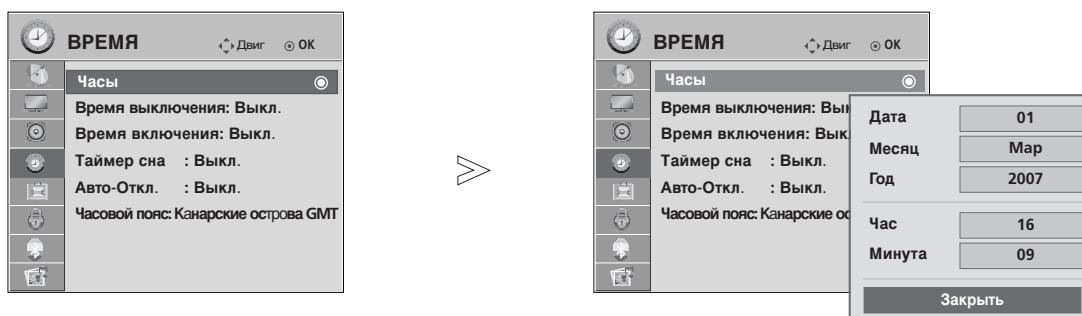 ВРЕМЯ
Двиг
ОК
Часы
Время выключения: Выкл.
Время включения: Выкл.
Таймер сна : Выкл.
Авто-Откл. : Выкл.
Часовой пояс: Канарские острова GMT
ВРЕМЯ
Двиг
ОК
Часы
Время выключения: Вык
Время включения: Вык
Таймер сна : Выкл.
Авто-Откл. : Выкл.
Часовой пояс: Канарские ос
Дата 01
Месяц Мар
Год 2007
Час 16
Минута 09
Закрыть